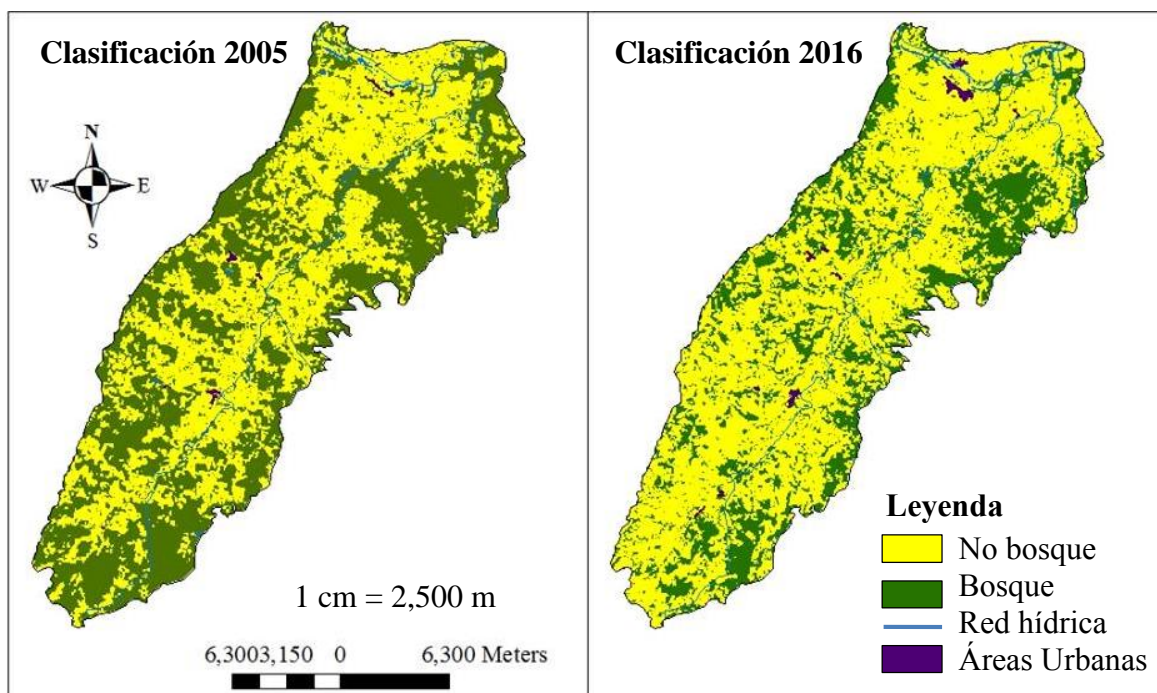 Clasificación 2005
Clasificación 2016
N
W E
S
1 cm = 2,500 m
6,3003,150 0 6,300 Meters
Leyenda
No bosque
Bosque
Red hídrica
Áreas Urbanas